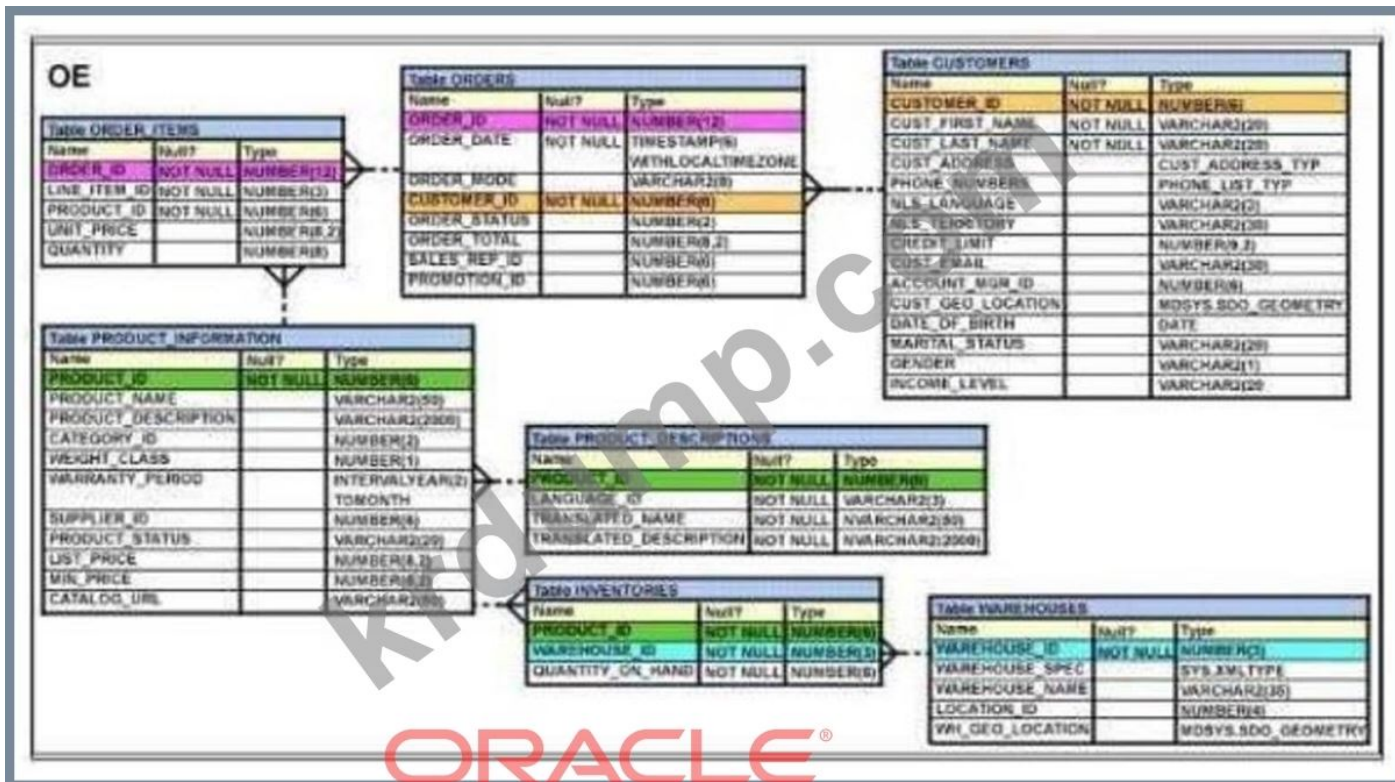 OE
Table ORDER_ITEMS
Name Null? Type
ORDER_ID NOT NULL NUMBER(12)
LINE_ITEM_ID NOT NULL NUMBER(3)
PRODUCT_ID NOT NULL NUMBER(6)
UNIT_PRICE NUMBER(8,2)
QUANTITY NUMBER(8)
Table ORDERS
Name Null? Type
ORDER_ID NOT NULL NUMBER(12)
ORDER_DATE NOT NULL TIMESTAMP(6)
WITHLOCALTIMEZONE
ORDER_MODE VARCHAR2(8)
CUSTOMER_ID NOT NULL NUMBER(6)
ORDER_STATUS NUMBER(2)
ORDER_TOTAL NUMBER(8,2)
SALES_REP_ID NUMBER(6)
PROMOTION_ID NUMBER(6)
Table CUSTOMERS
Name Null? Type
CUSTOMER_ID NOT NULL NUMBER(6)
CUST_FIRST_NAME NOT NULL VARCHAR2(20)
CUST_LAST_NAME NOT NULL VARCHAR2(20)
CUST_ADDRESS CUST_ADDRESS_TYP
PHONE_NUMBERS PHONE_LIST_TYP
NLS_LANGUAGE VARCHAR2(3)
NLS_TERRITORY VARCHAR2(30)
CREDIT_LIMIT NUMBER(9,2)
CUST_EMAIL VARCHAR2(30)
ACCOUNT_MGR_ID NUMBER(6)
CUST_GEO_LOCATION MDSYS.SDO_GEOMETRY
DATE_OF_BIRTH DATE
MARITAL_STATUS VARCHAR2(20)
GENDER VARCHAR2(1)
INCOME_LEVEL VARCHAR2(20
Table PRODUCT_INFORMATION
Name Null? Type
PRODUCT_ID NOT NULL NUMBER(6)
PRODUCT_NAME VARCHAR2(50)
PRODUCT_DESCRIPTION VARCHAR2(2000)
CATEGORY_ID NUMBER(2)
WEIGHT_CLASS NUMBER(1)
WARRANTY_PERIOD INTERVALYEAR(2)
TOMONTH
SUPPLIER_ID NUMBER(6)
PRODUCT_STATUS VARCHAR2(20)
LIST_PRICE NUMBER(8,2)
MIN_PRICE NUMBER(8,2)
CATALOG_URL VARCHAR2(50)
Table PRODUCT_DESCRIPTIONS
Name Null? Type
PRODUCT_ID NOT NULL NUMBER(6)
LANGUAGE_ID NOT NULL VARCHAR2(3)
TRANSLATED_NAME NOT NULL NVARCHAR2(50)
TRANSLATED_DESCRIPTION NOT NULL NVARCHAR2(2000)
Table INVENTORIES
Name Null? Type
PRODUCT_ID NOT NULL NUMBER(6)
WAREHOUSE_ID NOT NULL NUMBER(3)
QUANTITY_ON_HAND NOT NULL NUMBER(8)
Table WAREHOUSES
Name Null? Type
WAREHOUSE_ID NOT NULL NUMBER(3)
WAREHOUSE_SPEC SYS.XMLTYPE
WAREHOUSE_NAME VARCHAR2(35)
LOCATION_ID NUMBER(4)
WH_GEO_LOCATION MDSYS.SDO_GEOMETRY
krdump.com
ORACLE®